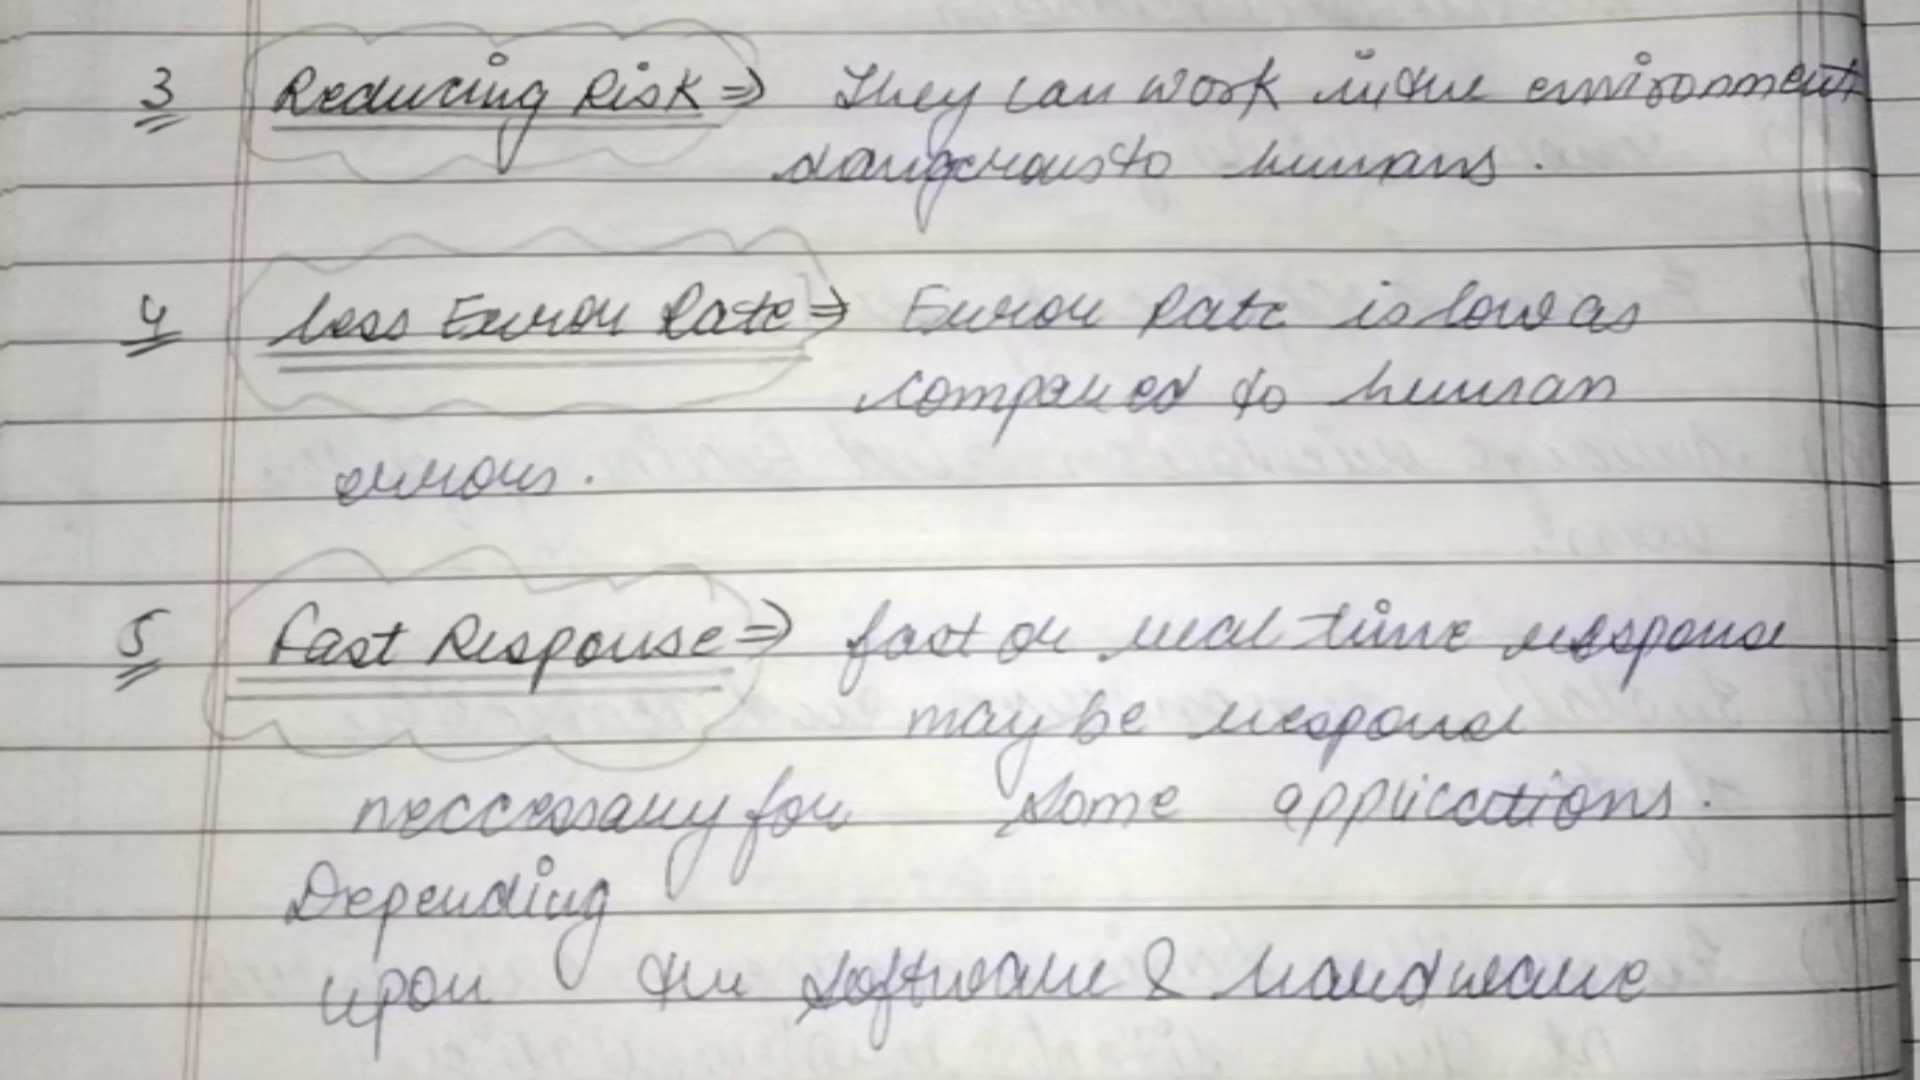 3 Reducing Risk ⇒ They can work in the environment
dangerous to humans.
4 Less Error Rate ⇒ Error Rate is low as
compared to human
errors.
5 Fast Response ⇒ fast or real time respond
may be respond
neccessary for some applications.
Depending
upon the software & hardware